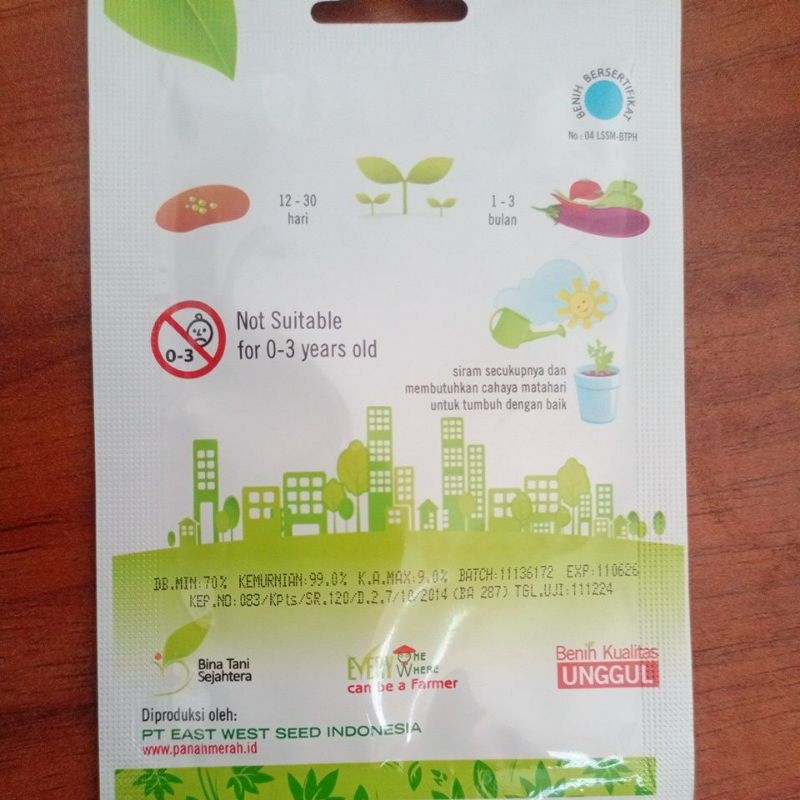 BENIH BERSERTIFIKAT
No : 04 LSSM-BTPH
12 - 30
hari
1 - 3
bulan
0-3
Not Suitable
for 0-3 years old
siram secukupnya dan
membutuhkan cahaya matahari
untuk tumbuh dengan baik
DB.MIN:70% KEMURNIAN:99.0% K.A.MAX:9.0% BATCH:11136172 EXP:110626
KEP.NO:083/Kpts/SR.120/D.2.7/10/2014 (BA 287) TGL.UJI:111224
Bina Tani
Sejahtera
EVERY ONE
WHERE
can be a Farmer
Benih Kualitas
UNGGUL
Diproduksi oleh:
PT EAST WEST SEED INDONESIA
www.panahmerah.id